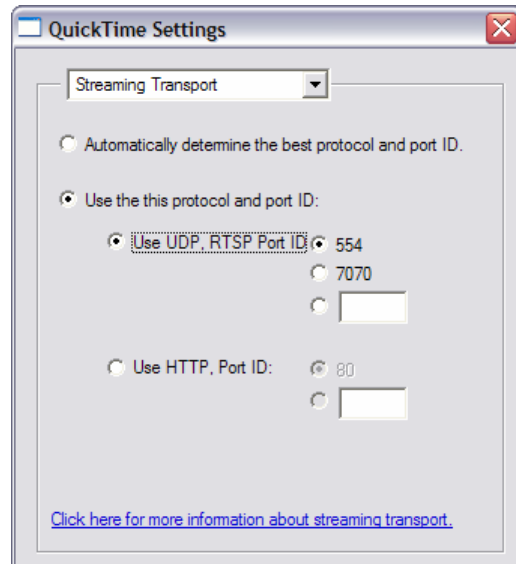 QuickTime Settings
Streaming Transport
Automatically determine the best protocol and port ID.
Use the this protocol and port ID:
Use UDP, RTSP Port ID 554
7070
Use HTTP, Port ID: 80
Click here for more information about streaming transport.